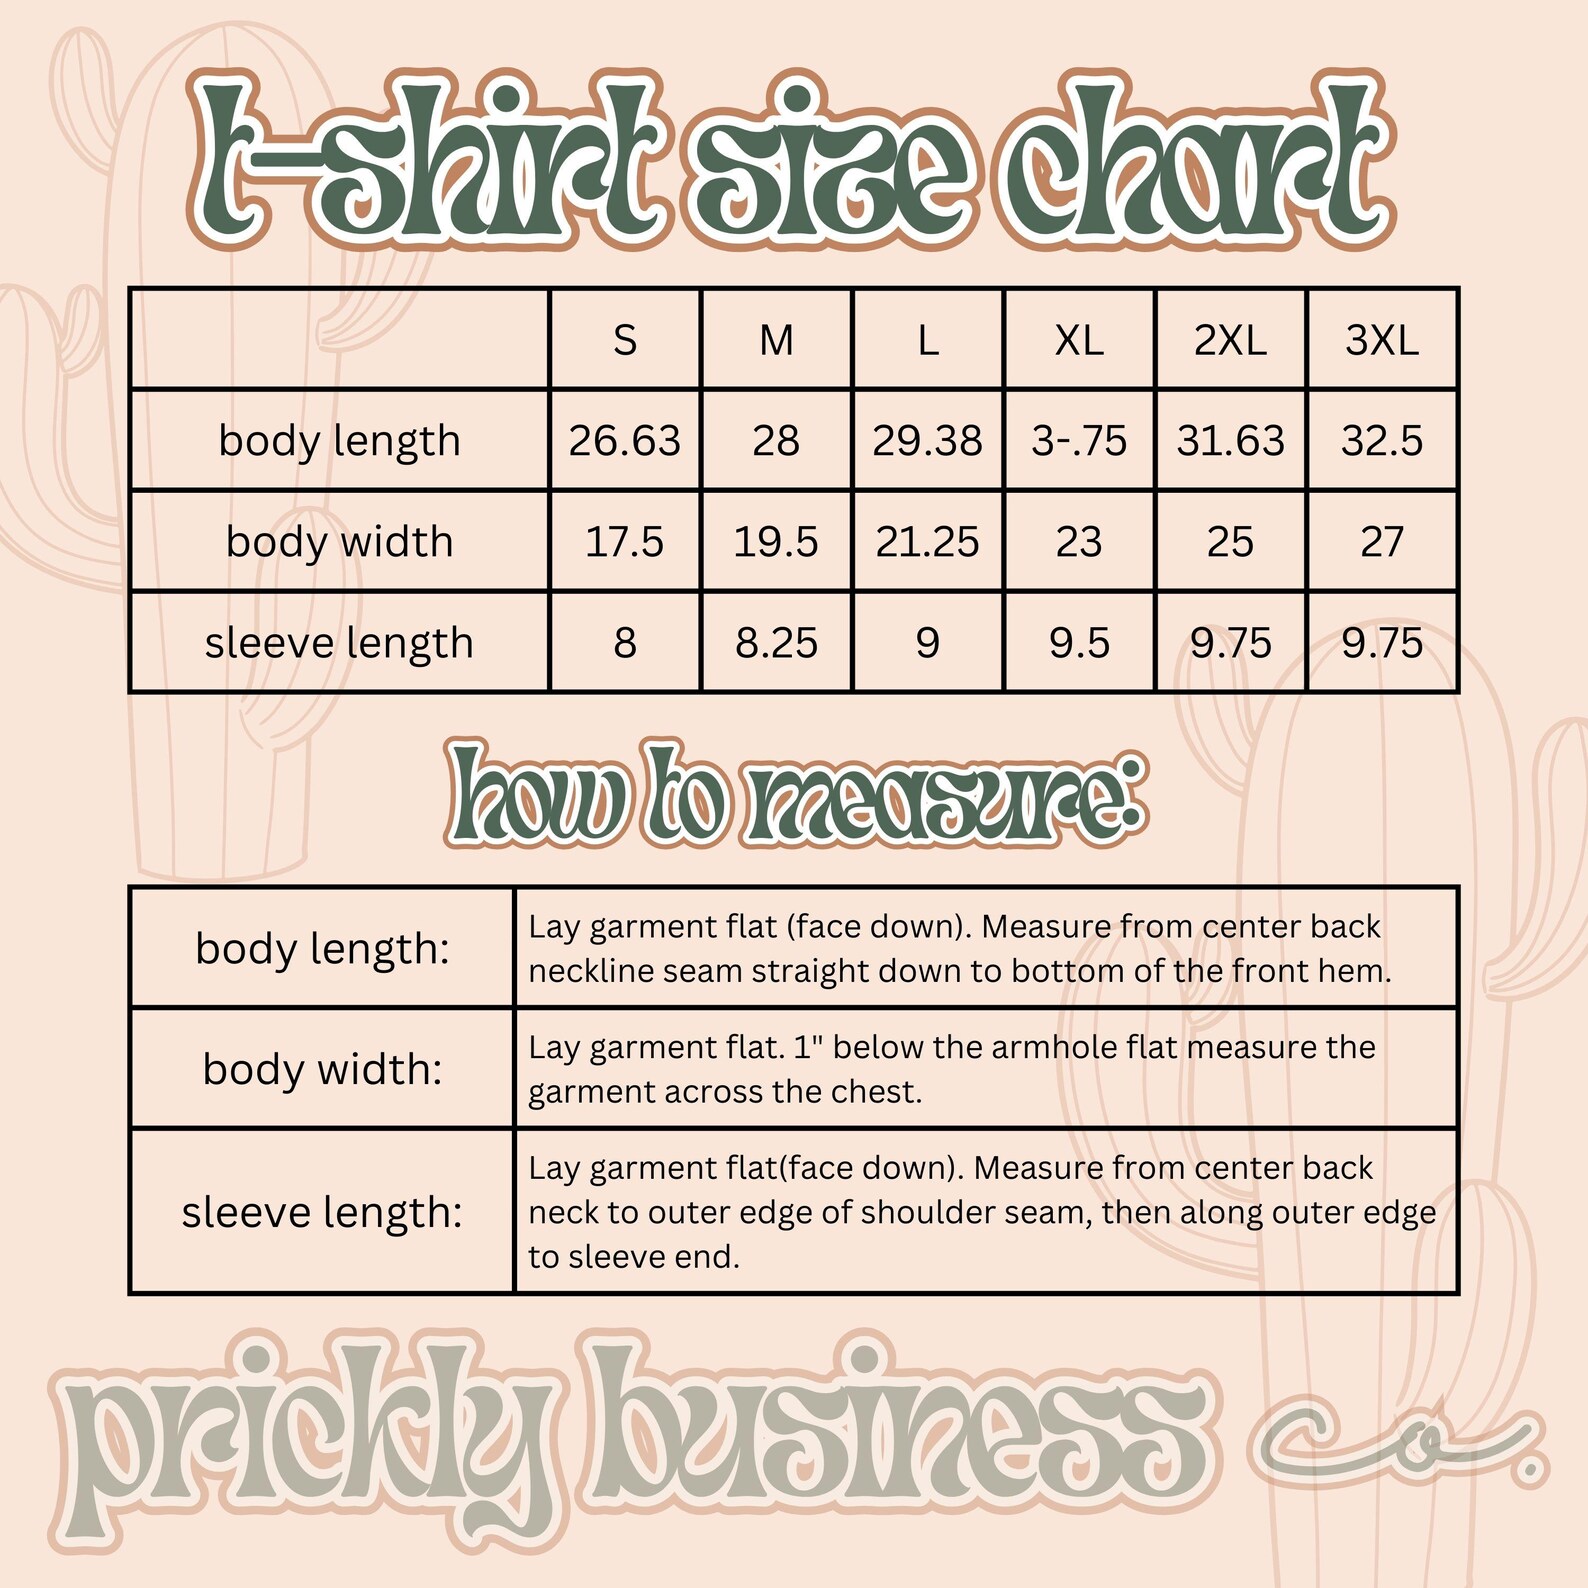 t-shirt size chart
S M L XL 2XL 3XL
body length 26.63 28 29.38 3-.75 31.63 32.5
body width 17.5 19.5 21.25 23 25 27
sleeve length 8 8.25 9 9.5 9.75 9.75
how to measure:
body length: Lay garment flat (face down). Measure from center back
neckline seam straight down to bottom of the front hem.
body width: Lay garment flat. 1" below the armhole flat measure the
garment across the chest.
sleeve length: Lay garment flat(face down). Measure from center back
neck to outer edge of shoulder seam, then along outer edge
to sleeve end.
prickly business co.